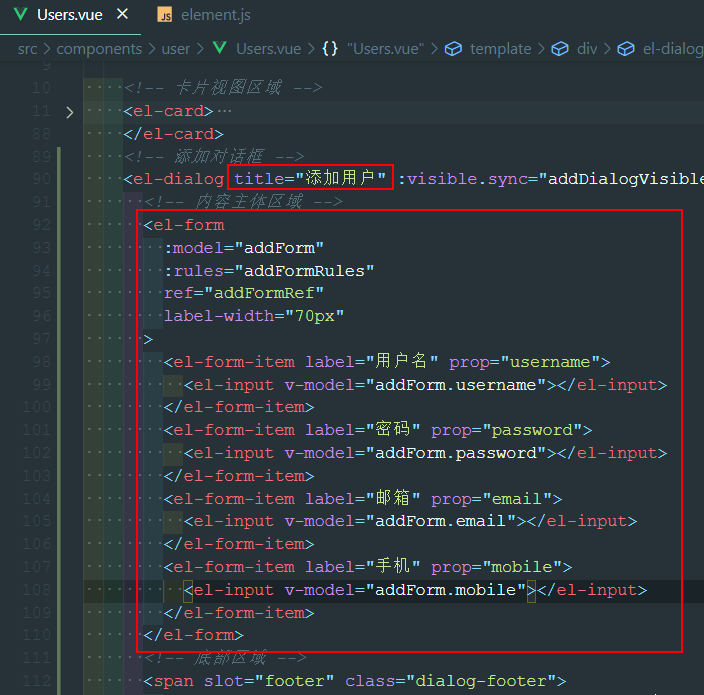 Users.vue
JS element.js
src > components > user > Users.vue > {} "Users.vue" > template > div > el-dialog
9
10 <!-- 卡片视图区域 -->
11 <el-card>…
88 </el-card>
89 <!-- 添加对话框 -->
90 <el-dialog title="添加用户" :visible.sync="addDialogVisible
91 <!-- 内容主体区域 -->
92 <el-form
93 :model="addForm"
94 :rules="addFormRules"
95 ref="addFormRef"
96 label-width="70px"
97 >
98 <el-form-item label="用户名" prop="username">
99 <el-input v-model="addForm.username"></el-input>
100 </el-form-item>
101 <el-form-item label="密码" prop="password">
102 <el-input v-model="addForm.password"></el-input>
103 </el-form-item>
104 <el-form-item label="邮箱" prop="email">
105 <el-input v-model="addForm.email"></el-input>
106 </el-form-item>
107 <el-form-item label="手机" prop="mobile">
108 <el-input v-model="addForm.mobile"></el-input>
109 </el-form-item>
110 </el-form>
111 <!-- 底部区域 -->
112 <span slot="footer" class="dialog-footer">